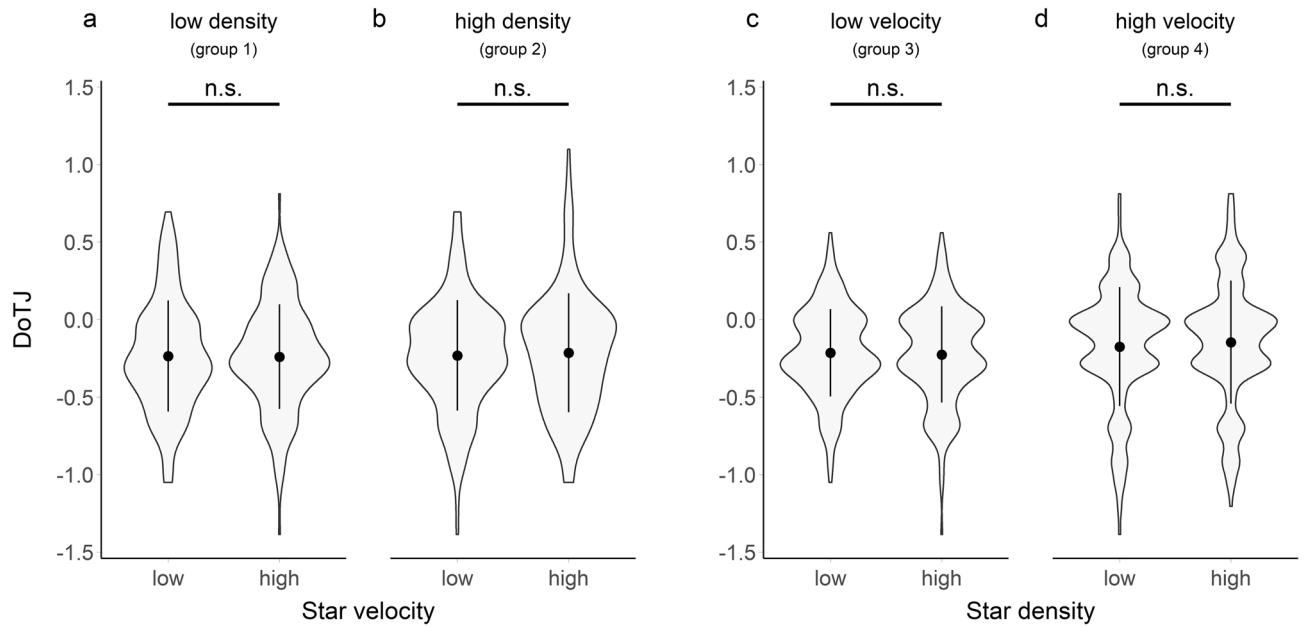 a
low density
(group 1)
b
high density
(group 2)
c
low velocity
(group 3)
d
high velocity
(group 4)
n.s.
n.s.
n.s.
n.s.
DoTJ
1.5
1.0
0.5
0.0
-0.5
-1.0
-1.5
low
high
low
high
Star velocity
1.5
1.0
0.5
0.0
-0.5
-1.0
-1.5
low
high
low
high
Star density